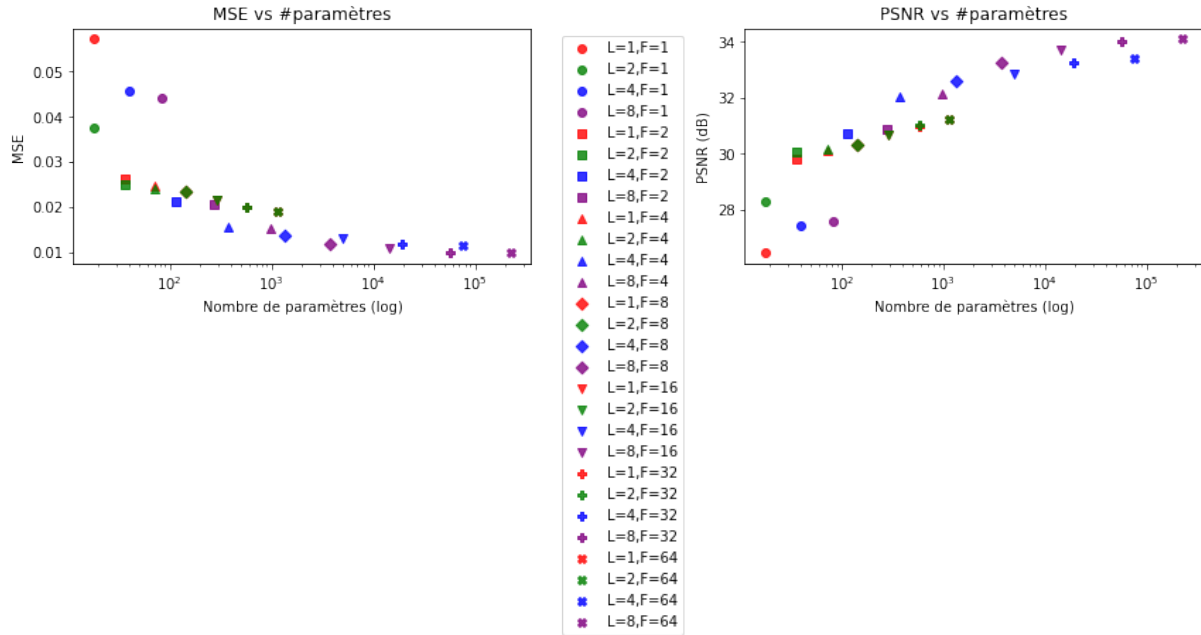 MSE vs #paramètres
0.05
0.04
0.03
0.02
0.01
MSE
10²
10³
10⁴
10⁵
Nombre de paramètres (log)
L=1,F=1
L=2,F=1
L=4,F=1
L=8,F=1
L=1,F=2
L=2,F=2
L=4,F=2
L=8,F=2
L=1,F=4
L=2,F=4
L=4,F=4
L=8,F=4
L=1,F=8
L=2,F=8
L=4,F=8
L=8,F=8
L=1,F=16
L=2,F=16
L=4,F=16
L=8,F=16
L=1,F=32
L=2,F=32
L=4,F=32
L=8,F=32
L=1,F=64
L=2,F=64
L=4,F=64
L=8,F=64
PSNR vs #paramètres
34
32
30
28
PSNR (dB)
10²
10³
10⁴
10⁵
Nombre de paramètres (log)